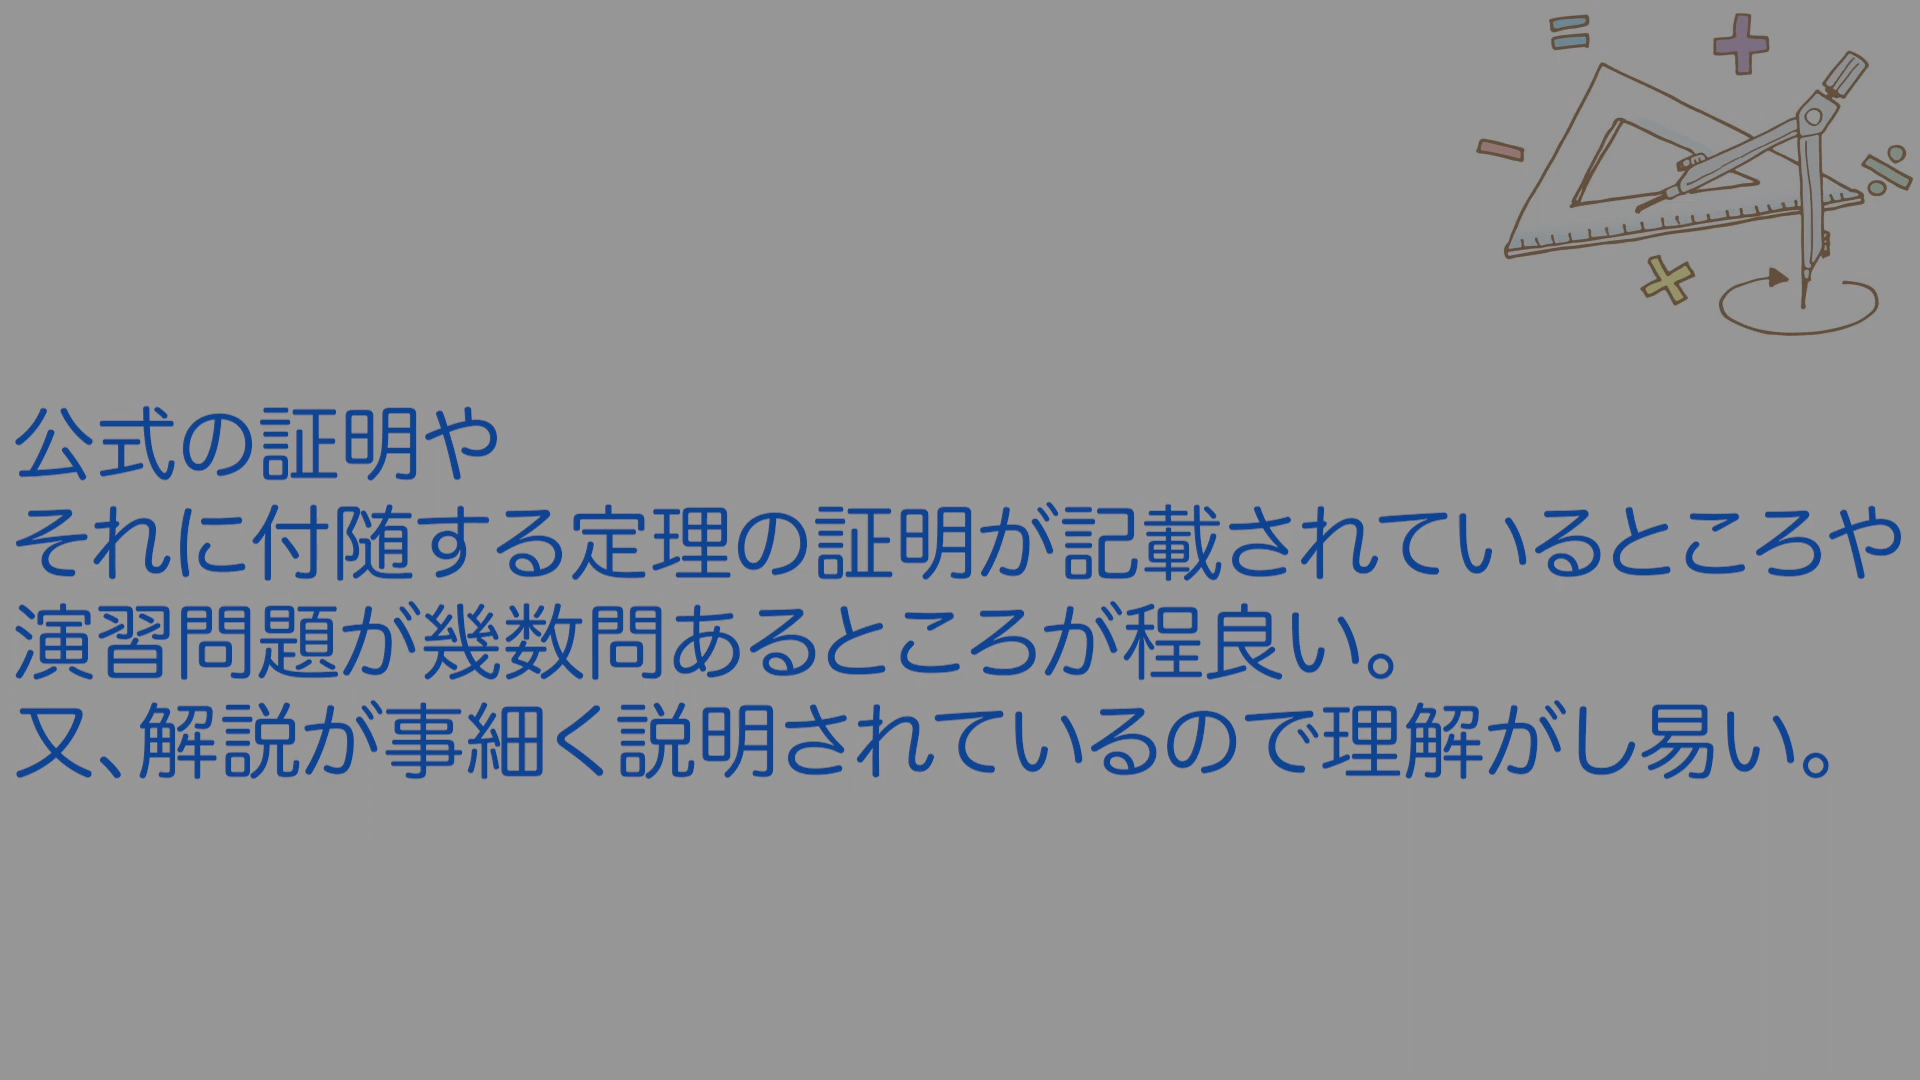 公式の証明や
それに付随する定理の証明が記載されているところや
演習問題が幾数問あるところが程良い。
又、解説が事細く説明されているので理解がし易い。